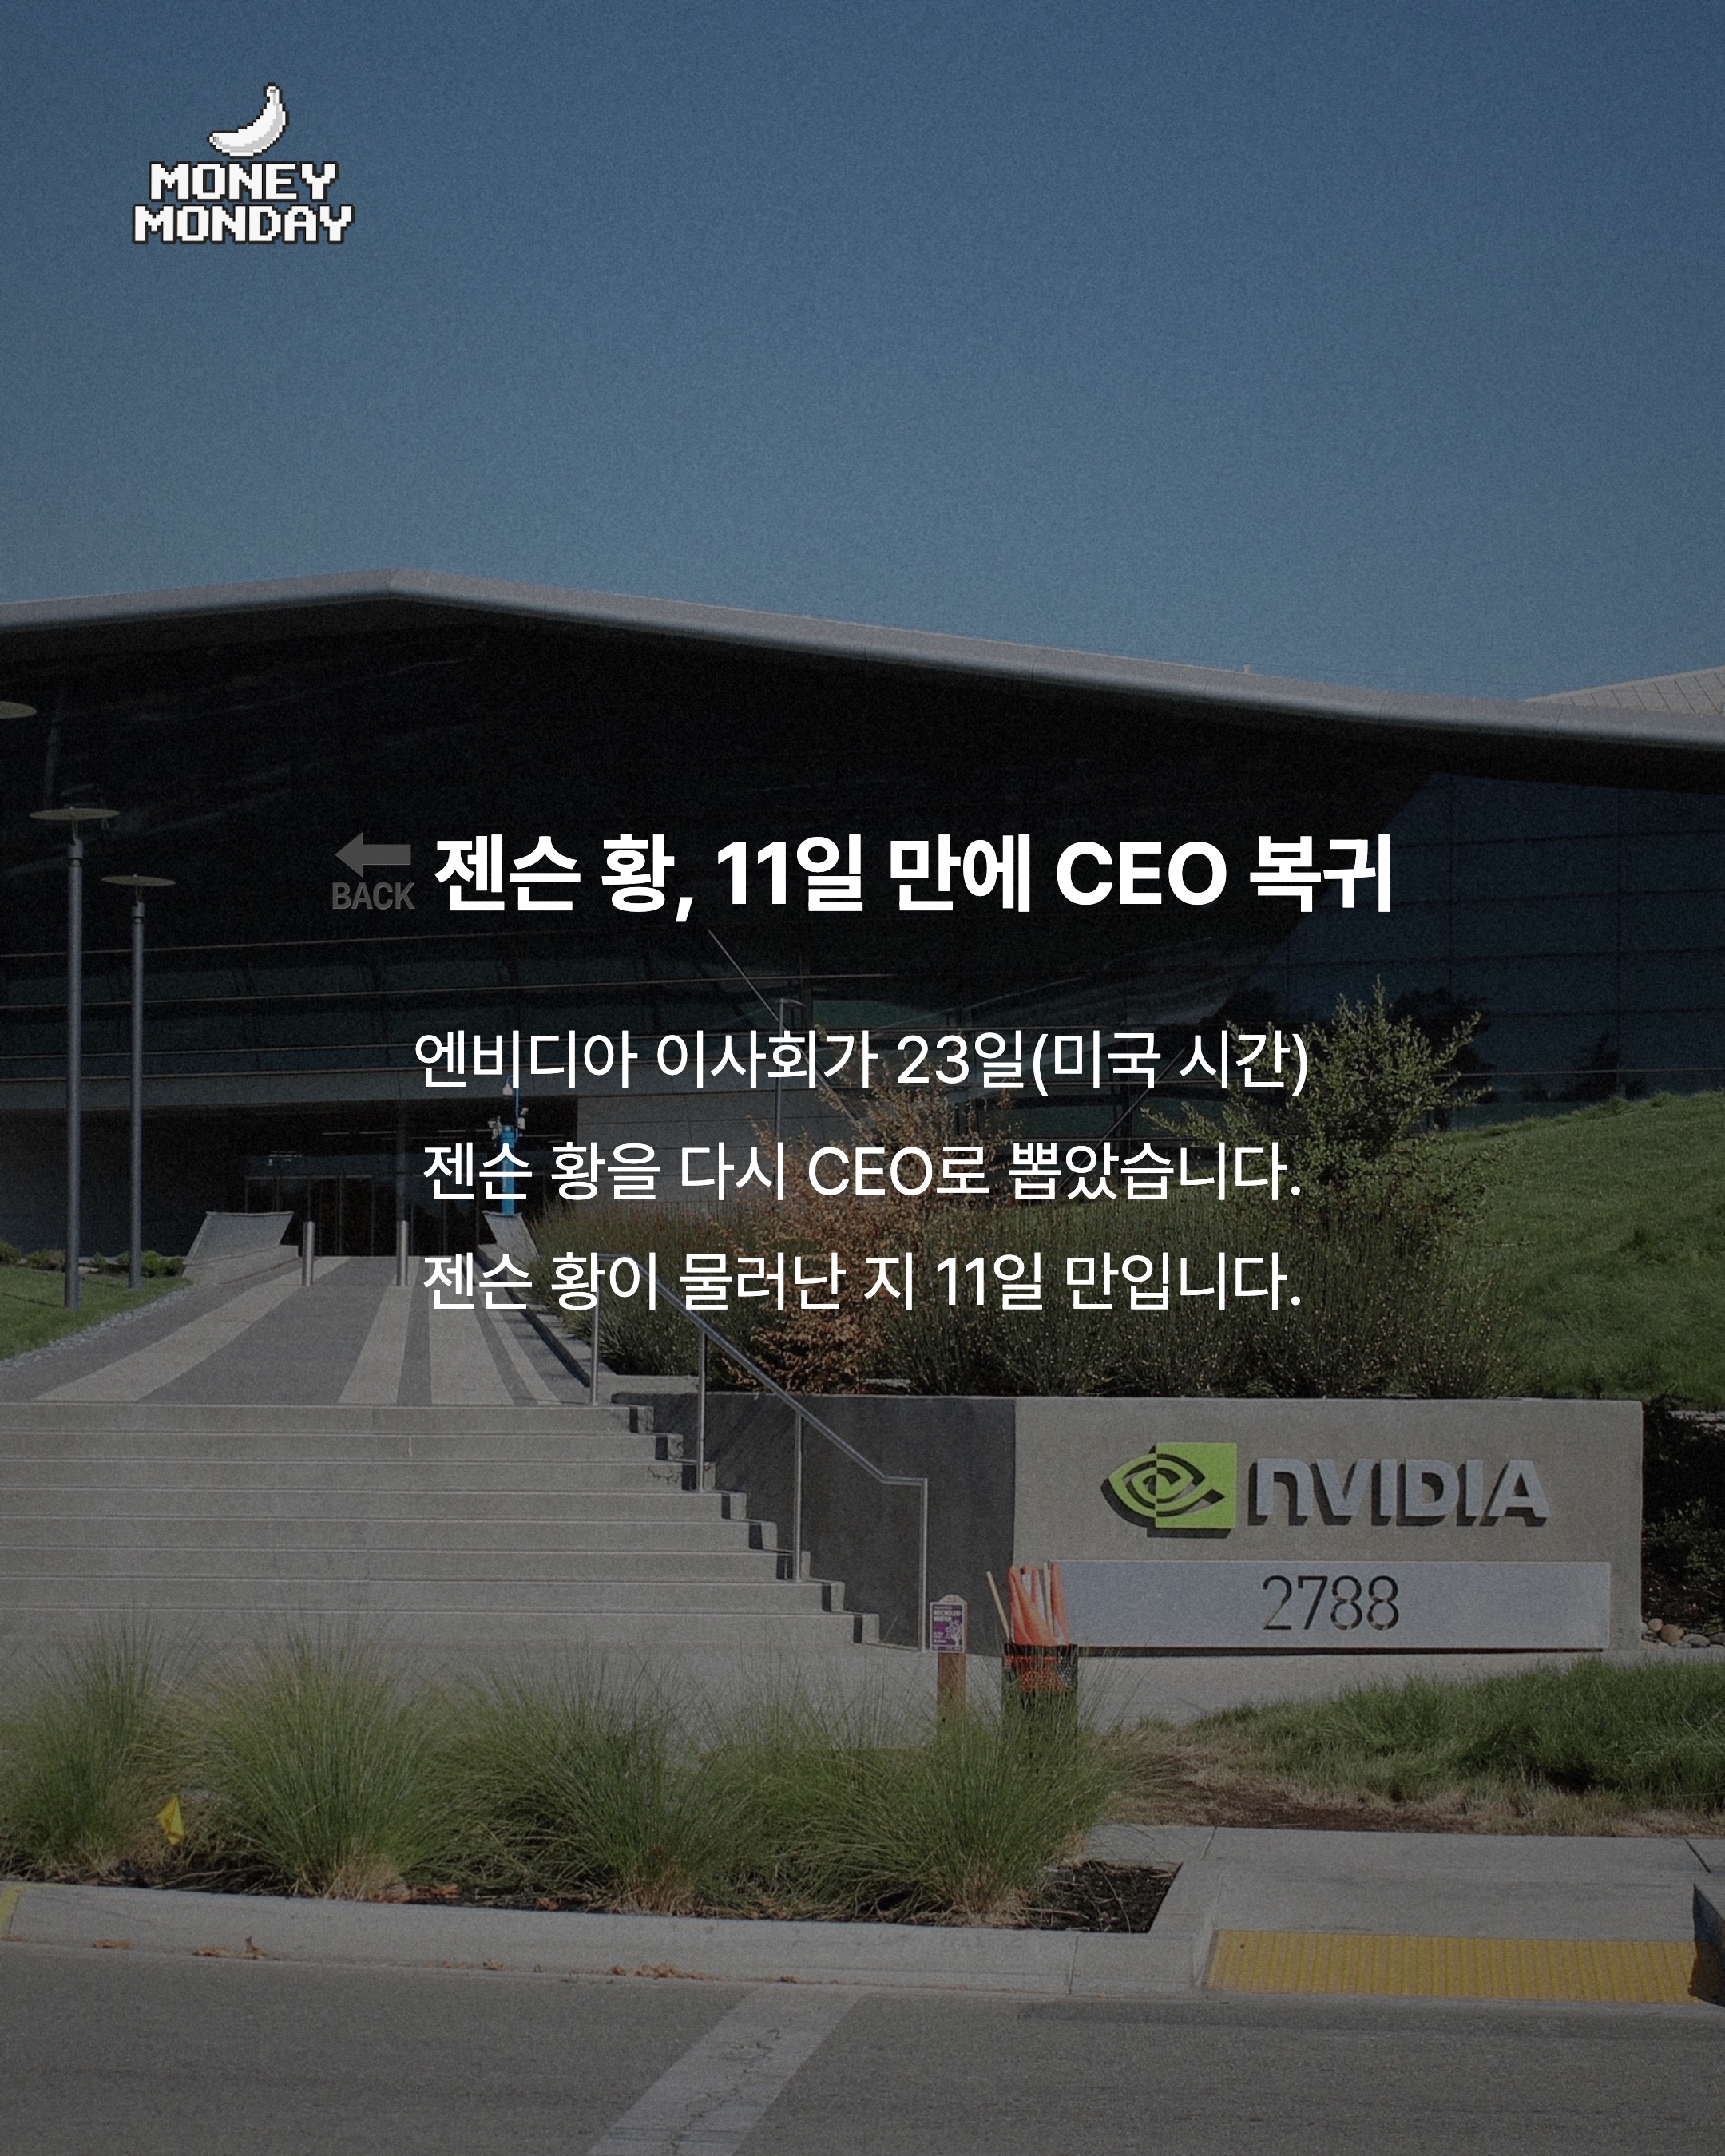 MONEY
MONDAY
BACK 젠슨 황, 11일 만에 CEO 복귀
엔비디아 이사회가 23일(미국 시간)
젠슨 황을 다시 CEO로 뽑았습니다.
젠슨 황이 물러난 지 11일 만입니다.
NVIDIA
2788